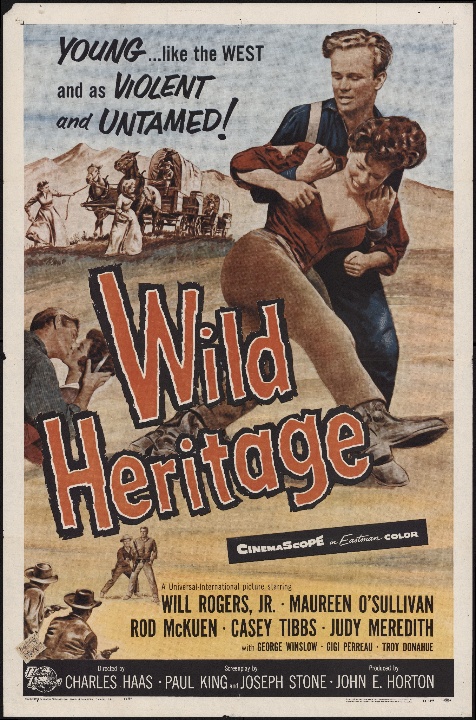 YOUNG...like the WEST
and as VIOLENT
and UNTAMED!
Wild
Heritage
CINEMASCOPE in Eastman COLOR
A Universal-International picture starring
WILL ROGERS, JR. · MAUREEN O'SULLIVAN
ROD McKUEN · CASEY TIBBS · JUDY MEREDITH
with GEORGE WINSLOW · GIGI PERREAU · TROY DONAHUE
Directed by CHARLES HAAS · Screenplay by PAUL KING and JOSEPH STONE · Produced by JOHN E. HORTON